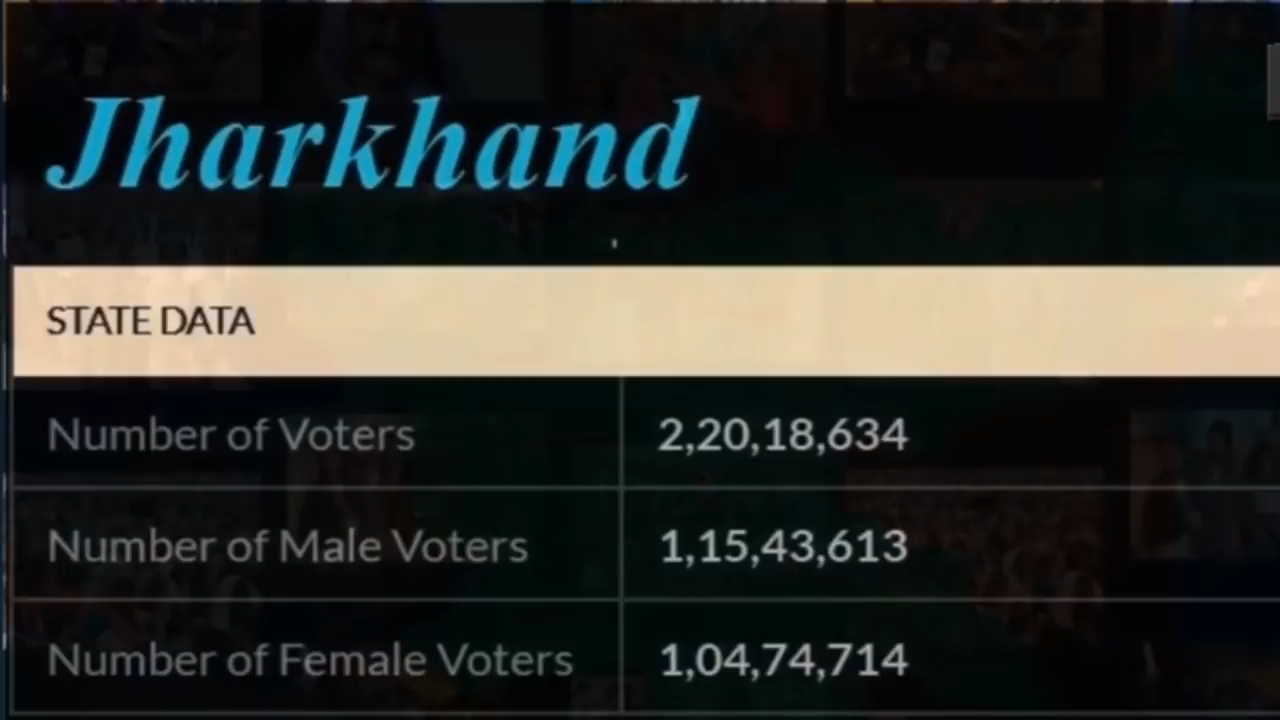 Jharkhand
STATE DATA
Number of Voters 2,20,18,634
Number of Male Voters 1,15,43,613
Number of Female Voters 1,04,74,714